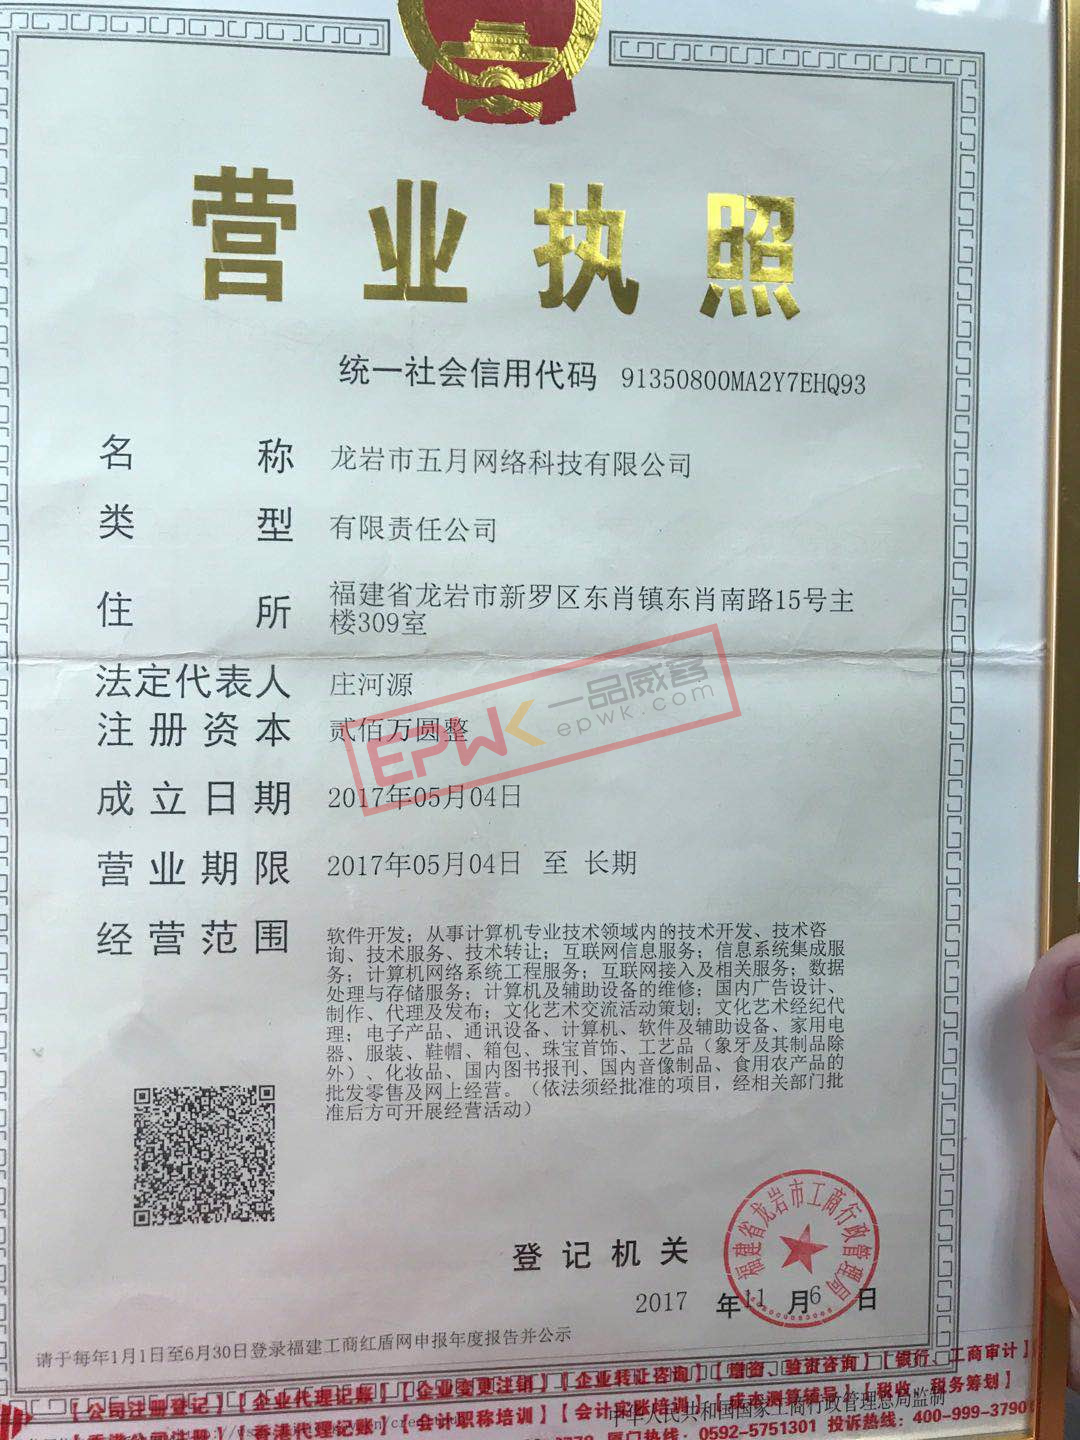 营业执照
统一社会信用代码 91350800MA2Y7EHQ93
名称 龙岩市五月网络科技有限公司
类型 有限责任公司
住所 福建省龙岩市新罗区东肖镇东肖南路15号主
楼309室
法定代表人 庄河源
EPWK一品威客
epwk.com
注册资本 贰佰万圆整
成立日期 2017年05月04日
营业期限 2017年05月04日 至 长期
经营范围 软件开发；从事计算机专业技术领域内的技术开发、技术咨
询、技术服务、技术转让；互联网信息服务；信息系统集成服
务；计算机网络系统工程服务；互联网接入及相关服务；数据
处理与存储服务；计算机及辅助设备的维修；国内广告设计、
制作、代理及发布；文化艺术交流活动策划；文化艺术经纪代
理；电子产品、通讯设备、计算机、软件及辅助设备、家用电
器、服装、鞋帽、箱包、珠宝首饰、工艺品（象牙及其制品除
外）、化妆品、国内图书报刊、国内音像制品、食用农产品的
批发零售及网上经营。（依法须经批准的项目，经相关部门批
准后方可开展经营活动）
福建省龙岩市工商行政管理局
登记机关
2017 年11月6日
请于每年1月1日至6月30日登录福建工商红盾网申报年度报告并公示
【公司注册登记】【企业代理记账】【企业变更注销】【企业转让咨询】【增资、验资咨询】【银行、工商审计】
【香港公司注册】【香港代理记账】【会计职称培训】【会计实账培训】【成本测算辅导】【税收、税务筹划】
中华人民共和国国家工商行政管理总局监制
厦门热线：0592-5751301 投诉热线：400-999-3790